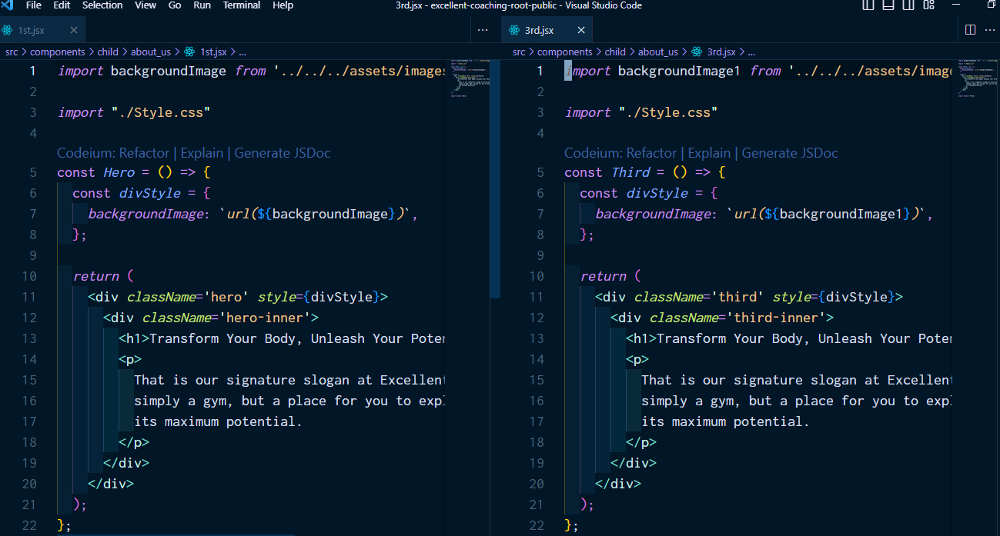 File Edit Selection View Go Run Terminal Help 3rd.jsx - excellent-coaching-root-public - Visual Studio Code
1st.jsx
src > components > child > about_us > 1st.jsx > ...
1 import backgroundImage from '../../../assets/images
2
3 import "./Style.css"
4
Codeium: Refactor | Explain | Generate JSDoc
5 const Hero = () => {
6 const divStyle = {
7 backgroundImage: `url(${backgroundImage})`,
8 };
9
10 return (
11 <div className='hero' style={divStyle}>
12 <div className='hero-inner'>
13 <h1>Transform Your Body, Unleash Your Poten
14 <p>
15 That is our signature slogan at Excellent
16 simply a gym, but a place for you to expl
17 its maximum potential.
18 </p>
19 </div>
20 </div>
21 );
22 };
3rd.jsx
src > components > child > about_us > 3rd.jsx > ...
1 import backgroundImage1 from '../../../assets/image
2
3 import "./Style.css"
4
Codeium: Refactor | Explain | Generate JSDoc
5 const Third = () => {
6 const divStyle = {
7 backgroundImage: `url(${backgroundImage1})`,
8 };
9
10 return (
11 <div className='third' style={divStyle}>
12 <div className='third-inner'>
13 <h1>Transform Your Body, Unleash Your Poten
14 <p>
15 That is our signature slogan at Excellent
16 simply a gym, but a place for you to expl
17 its maximum potential.
18 </p>
19 </div>
20 </div>
21 );
22 };